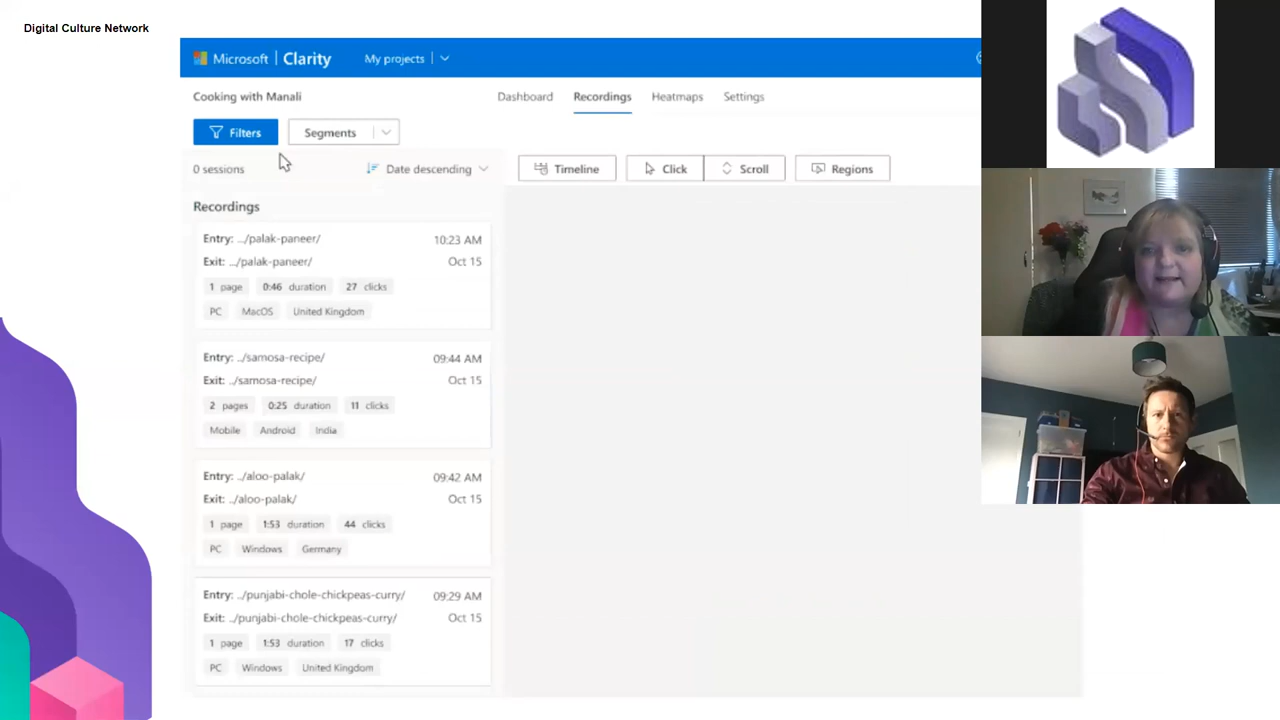 Digital Culture Network
Microsoft | Clarity My projects
Cooking with Manali Dashboard Recordings Heatmaps Settings
Filters Segments
0 sessions Date descending Timeline Click Scroll Regions
Recordings
Entry: ../palak-paneer/ 10:23 AM
Exit: ../palak-paneer/ Oct 15
1 page 0:46 duration 27 clicks
PC MacOS United Kingdom
Entry: ../samosa-recipe/ 09:44 AM
Exit: ../samosa-recipe/ Oct 15
2 pages 0:25 duration 11 clicks
Mobile Android India
Entry: ../aloo-palak/ 09:42 AM
Exit: ../aloo-palak/ Oct 15
1 page 1:53 duration 44 clicks
PC Windows Germany
Entry: ../punjabi-chole-chickpeas-curry/ 09:29 AM
Exit: ../punjabi-chole-chickpeas-curry/ Oct 15
1 page 1:53 duration 17 clicks
PC Windows United Kingdom